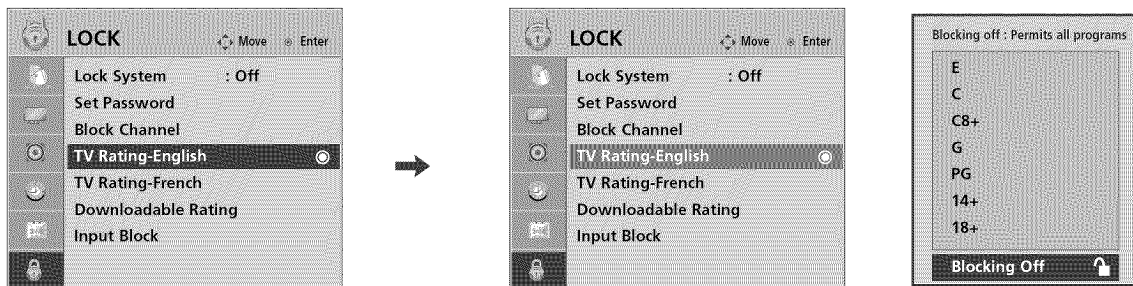 LOCK
Move Enter
Lock System : Off
Set Password
Block Channel
TV Rating-English
TV Rating-French
Downloadable Rating
Input Block
LOCK
Move Enter
Lock System : Off
Set Password
Block Channel
TV Rating-English
TV Rating-French
Downloadable Rating
Input Block
Blocking off : Permits all programs
E
C
C8+
G
PG
14+
18+
Blocking Off